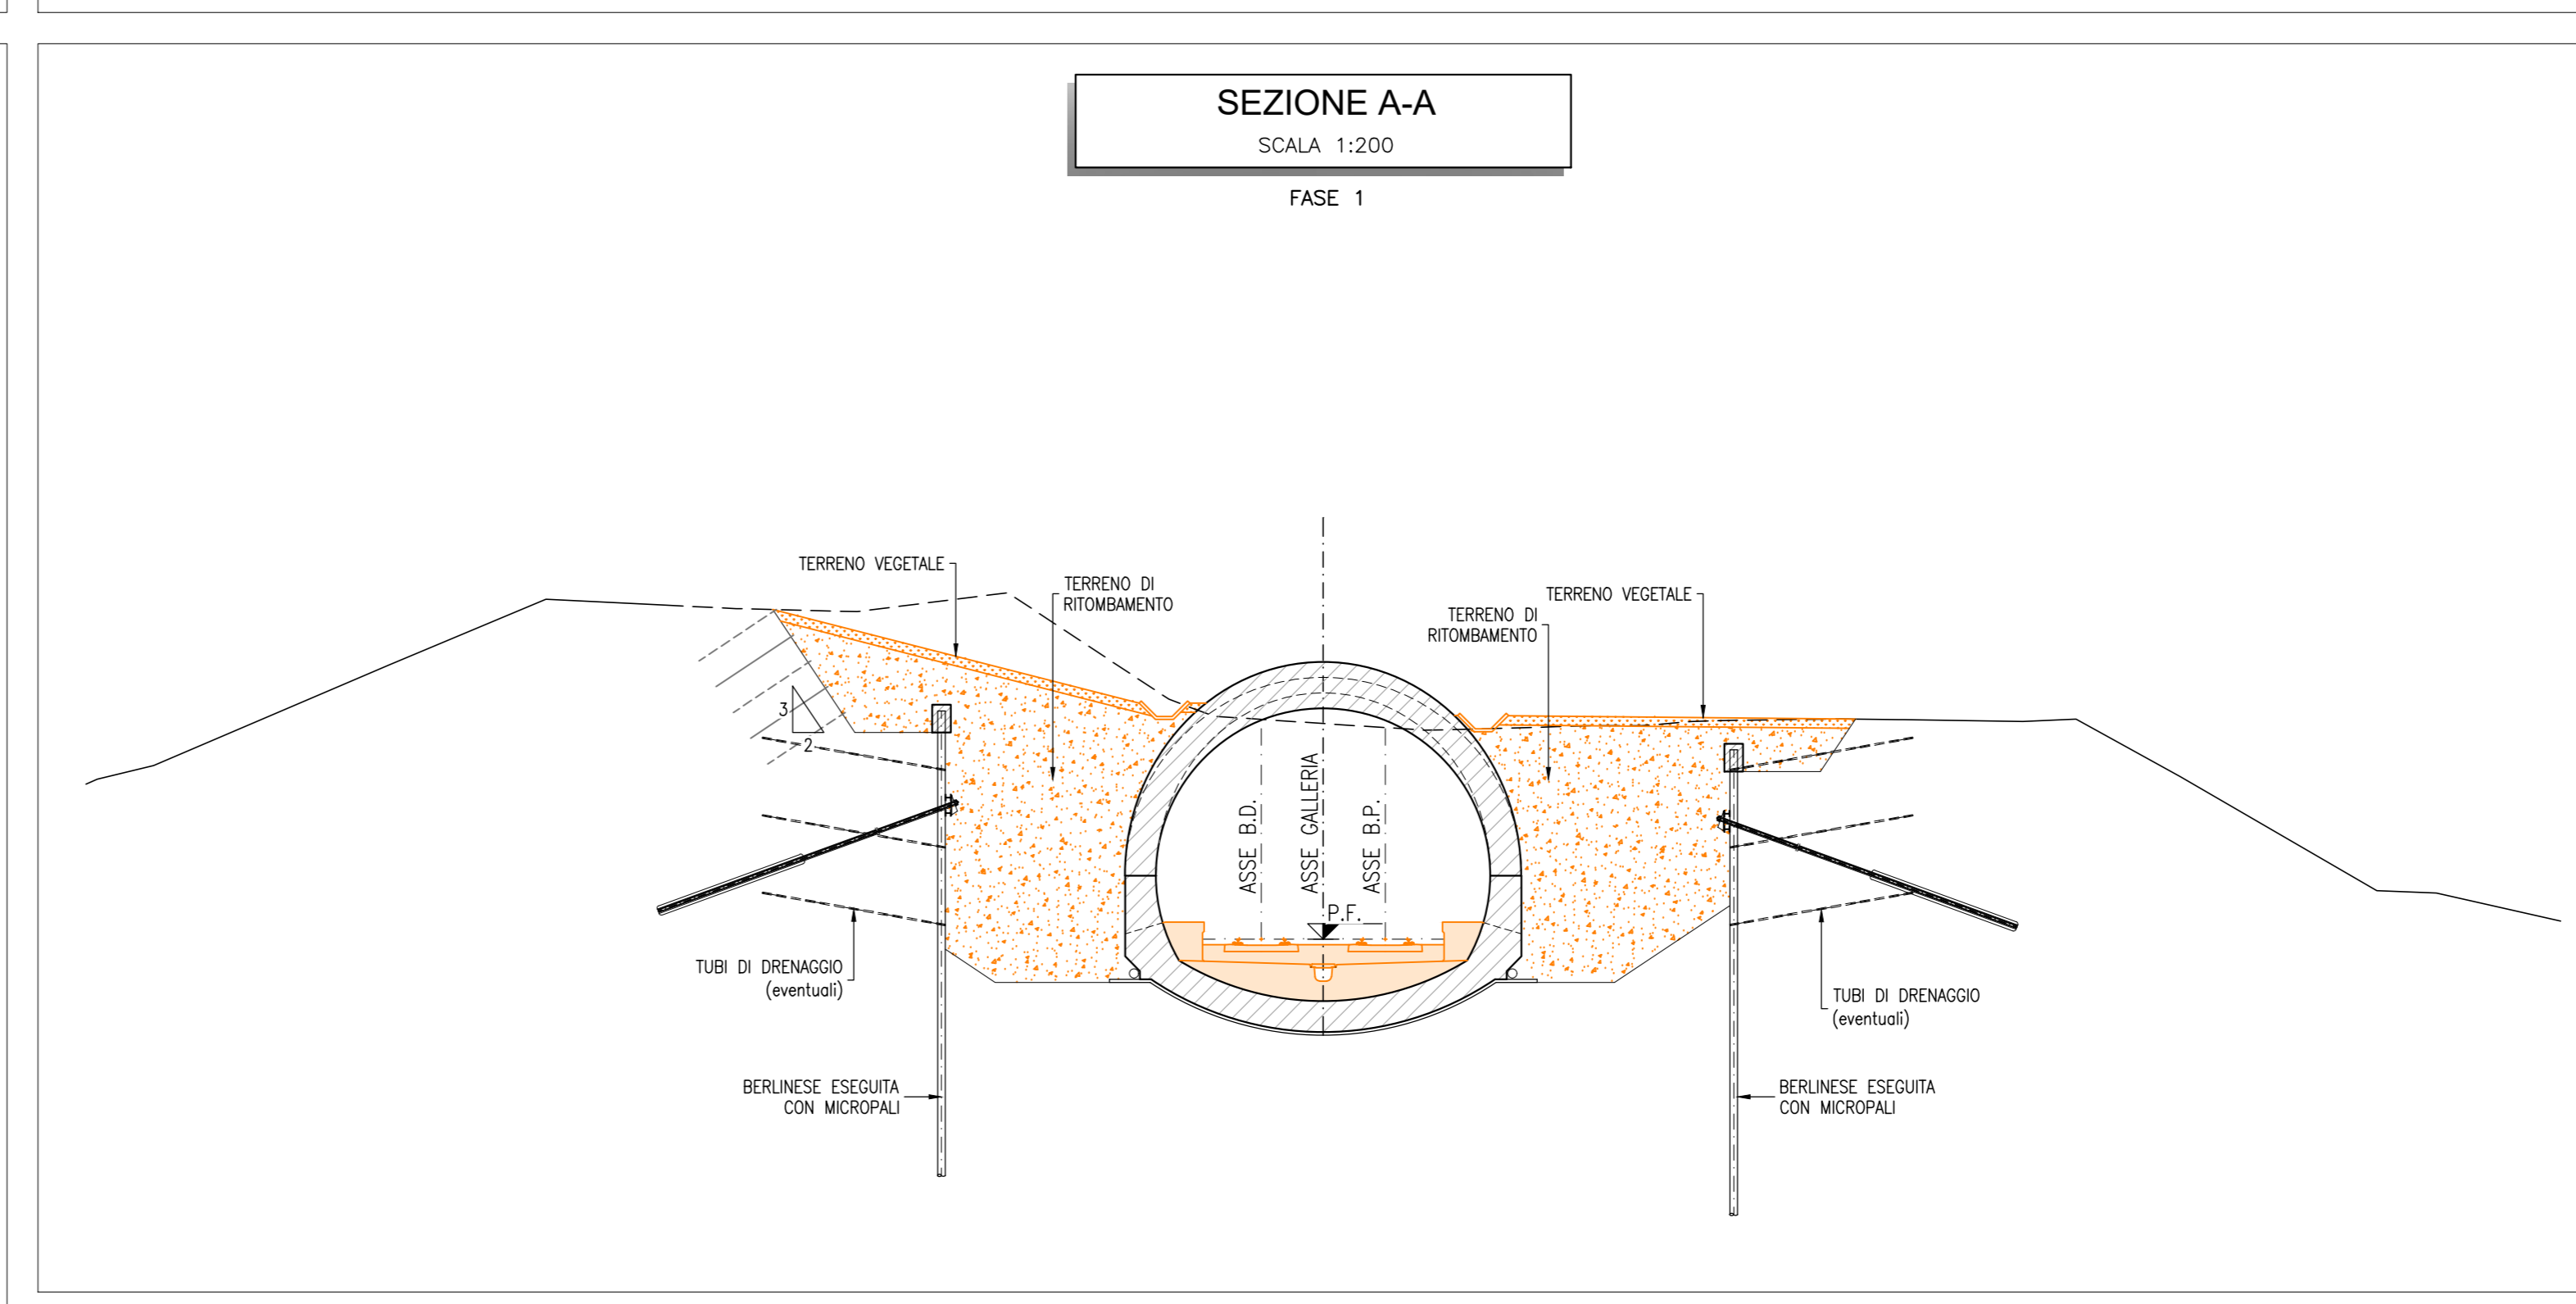 SEZIONE A-A
SCALA 1:200
FASE 1
TERRENO VEGETALE
TERRENO DI
RITOMBAMENTO
TERRENO VEGETALE
TERRENO DI
RITOMBAMENTO
3
2
ASSE B.D.
ASSE GALLERIA
ASSE B.P.
P.F.
TUBI DI DRENAGGIO
(eventuali)
TUBI DI DRENAGGIO
(eventuali)
BERLINESE ESEGUITA
CON MICROPALI
BERLINESE ESEGUITA
CON MICROPALI